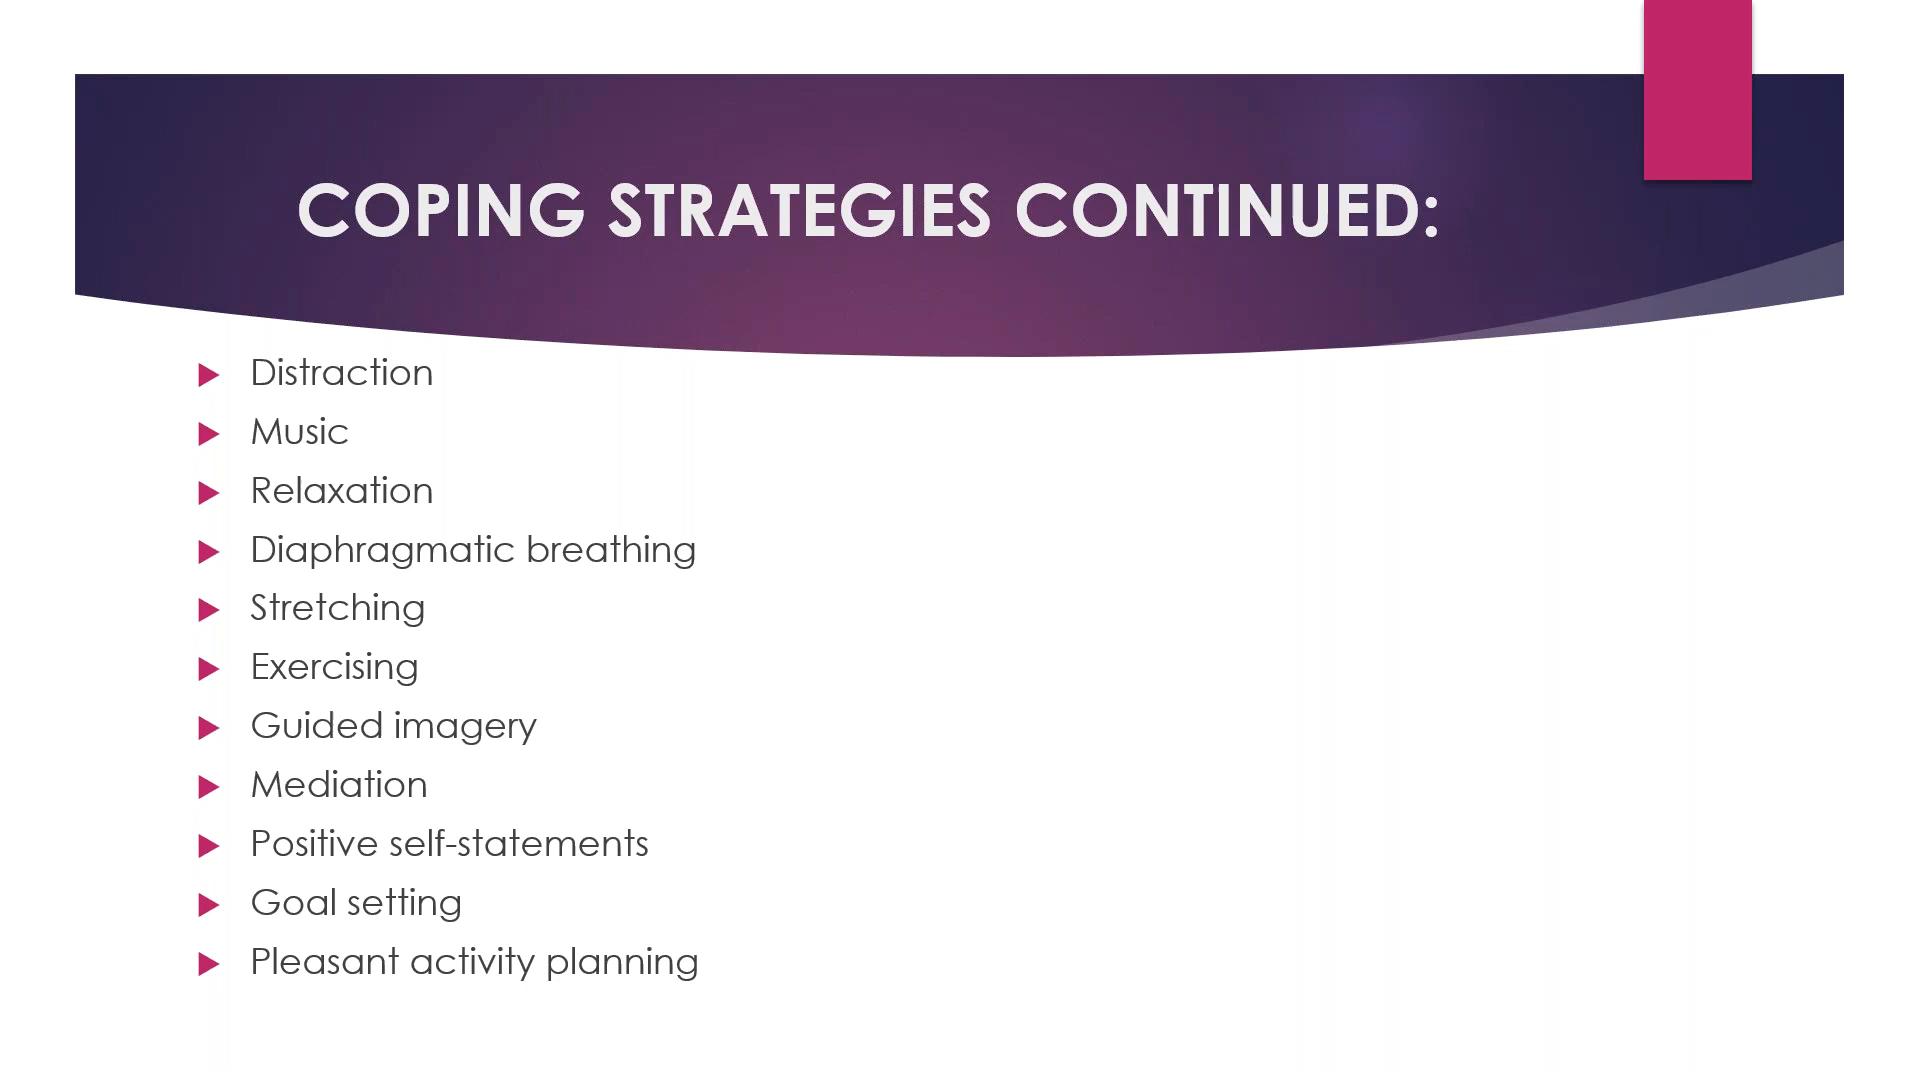 COPING STRATEGIES CONTINUED:
Distraction
Music
Relaxation
Diaphragmatic breathing
Stretching
Exercising
Guided imagery
Mediation
Positive self-statements
Goal setting
Pleasant activity planning